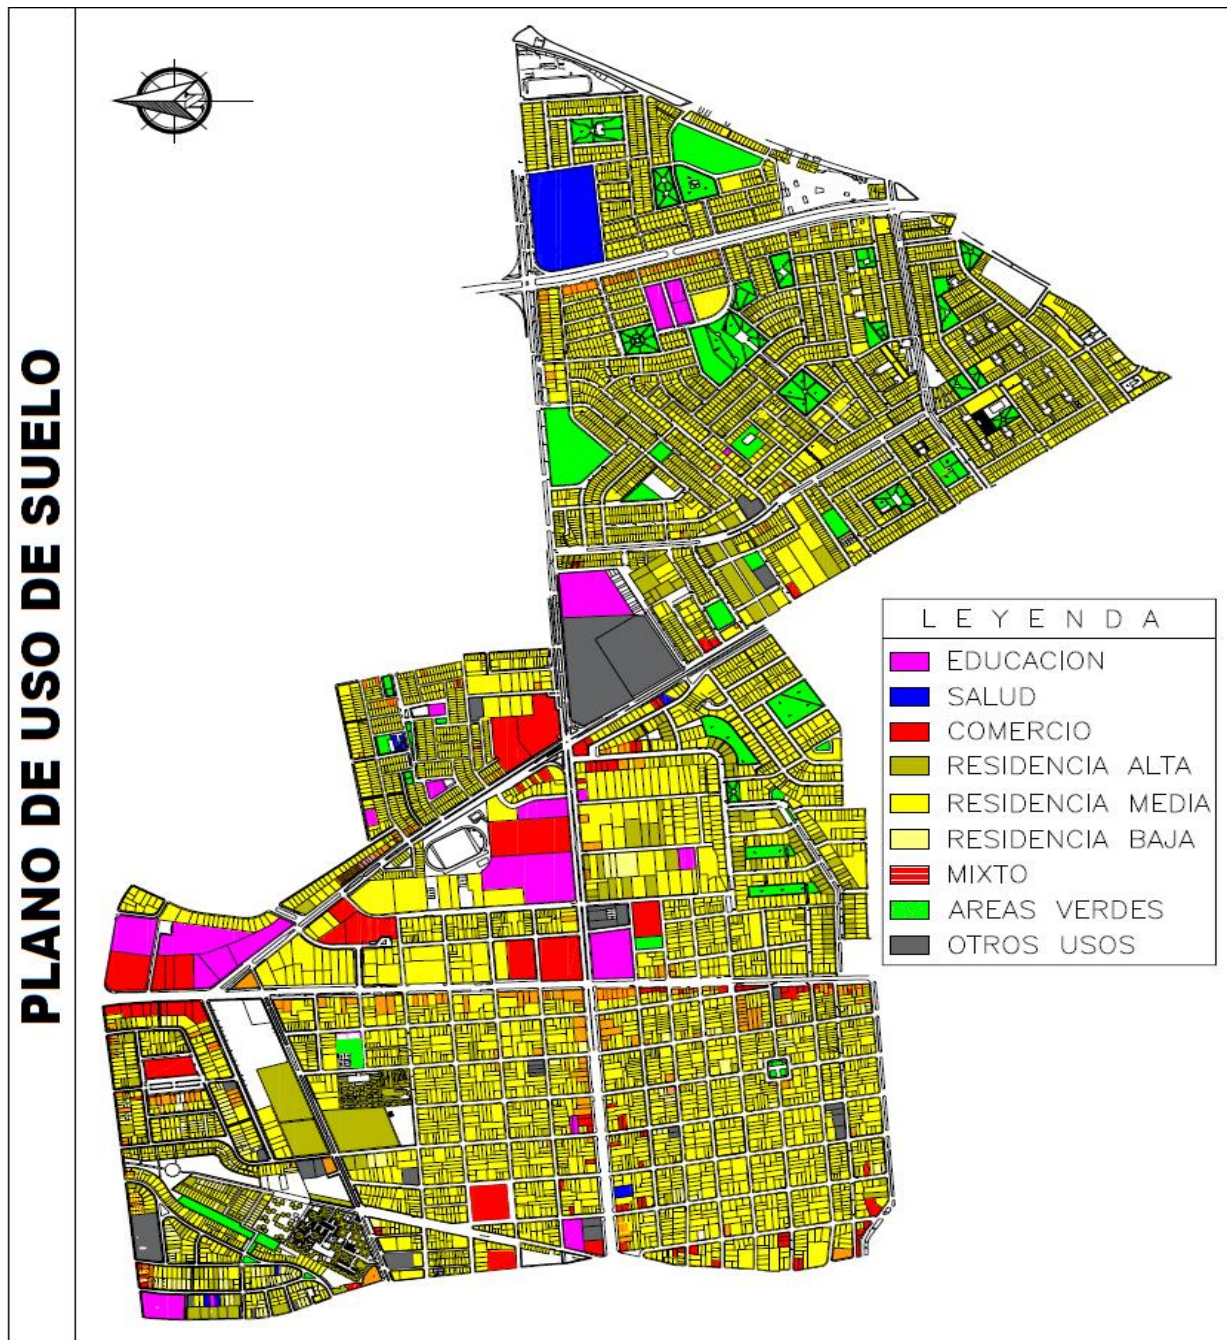 PLANO DE USO DE SUELO
N
LEYENDA
EDUCACION
SALUD
COMERCIO
RESIDENCIA ALTA
RESIDENCIA MEDIA
RESIDENCIA BAJA
MIXTO
AREAS VERDES
OTROS USOS